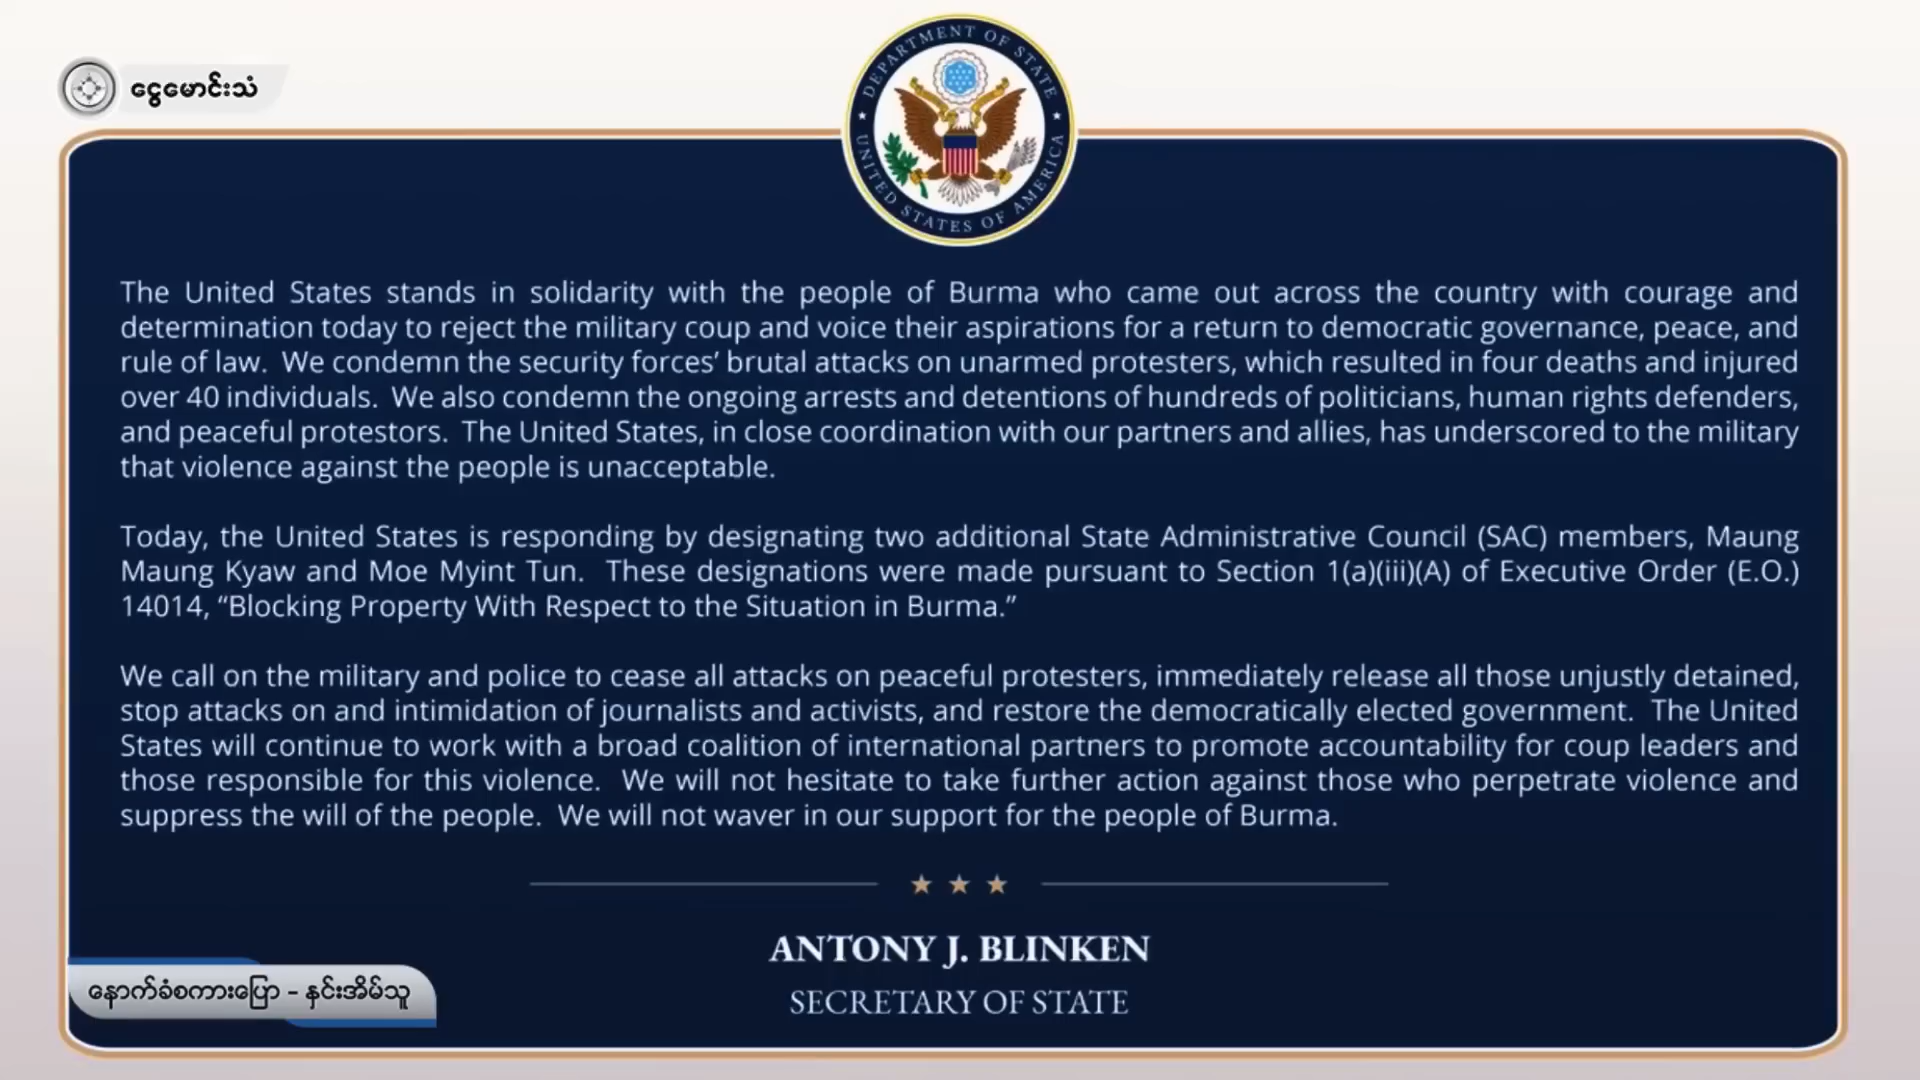 ငွေမောင်းသံ
DEPARTMENT OF STATE
UNITED STATES OF AMERICA
The United States stands in solidarity with the people of Burma who came out across the country with courage and
determination today to reject the military coup and voice their aspirations for a return to democratic governance, peace, and
rule of law.  We condemn the security forces’ brutal attacks on unarmed protesters, which resulted in four deaths and injured
over 40 individuals.  We also condemn the ongoing arrests and detentions of hundreds of politicians, human rights defenders,
and peaceful protestors.  The United States, in close coordination with our partners and allies, has underscored to the military
that violence against the people is unacceptable.
Today, the United States is responding by designating two additional State Administrative Council (SAC) members, Maung
Maung Kyaw and Moe Myint Tun.  These designations were made pursuant to Section 1(a)(iii)(A) of Executive Order (E.O.)
14014, “Blocking Property With Respect to the Situation in Burma.”
We call on the military and police to cease all attacks on peaceful protesters, immediately release all those unjustly detained,
stop attacks on and intimidation of journalists and activists, and restore the democratically elected government.  The United
States will continue to work with a broad coalition of international partners to promote accountability for coup leaders and
those responsible for this violence.  We will not hesitate to take further action against those who perpetrate violence and
suppress the will of the people.  We will not waver in our support for the people of Burma.
ANTONY J. BLINKEN
SECRETARY OF STATE
နောက်ခံစကားပြော - နှင်းအိမ်သူ